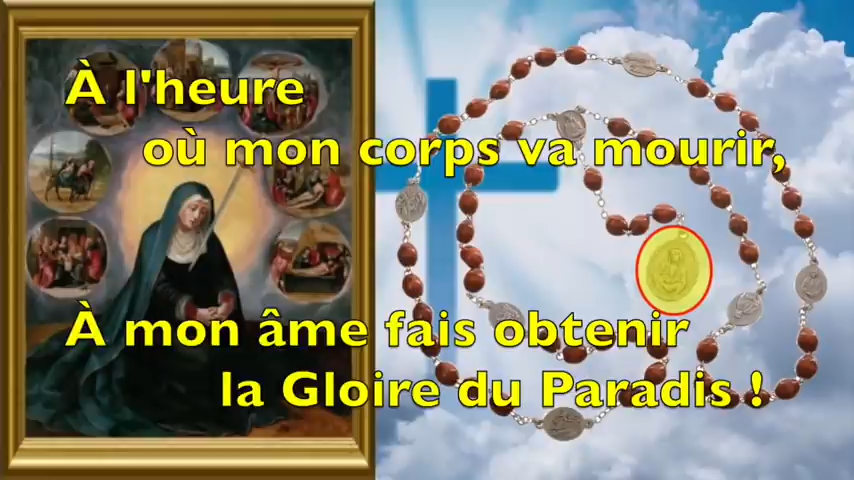 À l'heure
où mon corps va mourir,
À mon âme fais obtenir
la Gloire du Paradis !